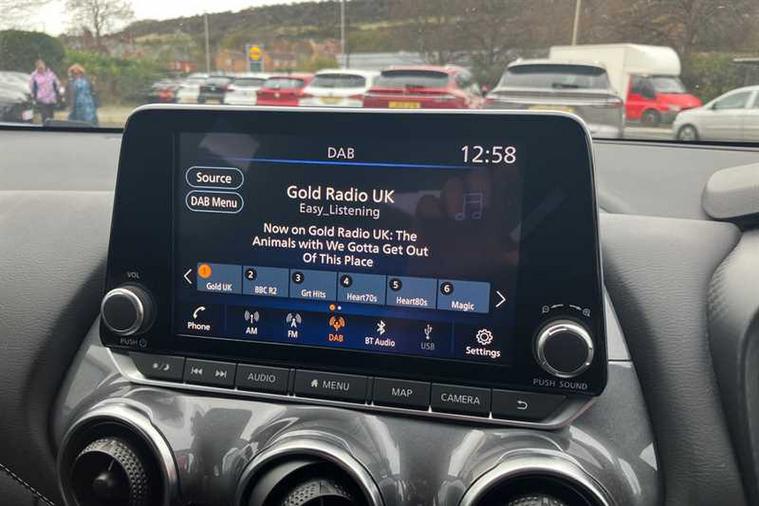 DAB
12:58
Source
DAB Menu
Gold Radio UK
Easy_Listening
Now on Gold Radio UK: The
Animals with We Gotta Get Out
Of This Place
1 2 3 4 5 6
Gold UK BBC R2 Grt Hits Heart70s Heart80s Magic
Phone AM FM DAB BT Audio USB Settings
VOL
PUSH
PUSH SOUND
AUDIO MENU MAP CAMERA